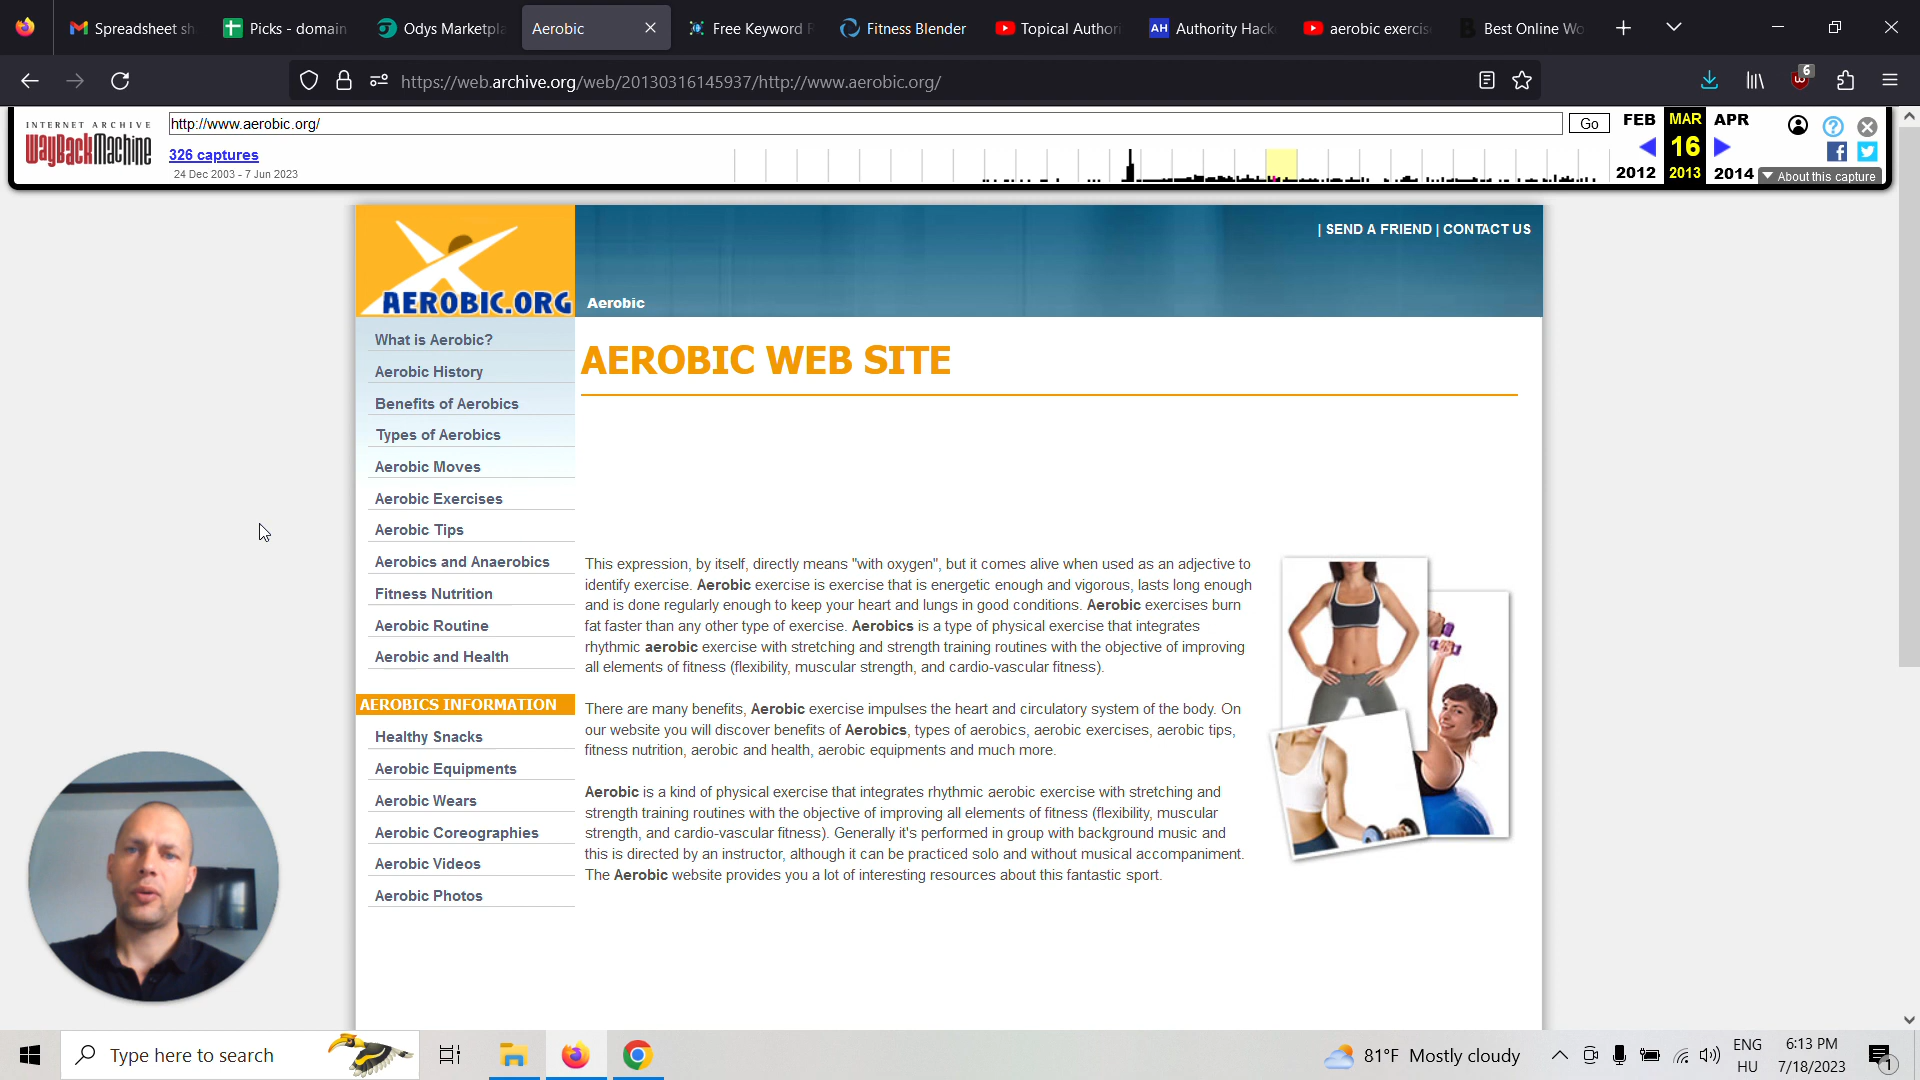 Spreadsheet sh
Picks - domain
Odys Marketpla
Aerobic
Free Keyword R
Fitness Blender
Topical Authori
AH
Authority Hack
aerobic exercis
Best Online Wo
https://web.archive.org/web/20130316145937/http://www.aerobic.org/
6
INTERNET ARCHIVE
WayBackMachine
http://www.aerobic.org/
Go
FEB
MAR
APR
326 captures
16
24 Dec 2003 - 7 Jun 2023
2012
2013
2014
About this capture
| SEND A FRIEND | CONTACT US
AEROBIC.ORG
Aerobic
What is Aerobic?
Aerobic History
Benefits of Aerobics
Types of Aerobics
Aerobic Moves
Aerobic Exercises
Aerobic Tips
Aerobics and Anaerobics
Fitness Nutrition
Aerobic Routine
Aerobic and Health
AEROBICS INFORMATION
Healthy Snacks
Aerobic Equipments
Aerobic Wears
Aerobic Coreographies
Aerobic Videos
Aerobic Photos
AEROBIC WEB SITE
This expression, by itself, directly means "with oxygen", but it comes alive when used as an adjective to
identify exercise. Aerobic exercise is exercise that is energetic enough and vigorous, lasts long enough
and is done regularly enough to keep your heart and lungs in good conditions. Aerobic exercises burn
fat faster than any other type of exercise. Aerobics is a type of physical exercise that integrates
rhythmic aerobic exercise with stretching and strength training routines with the objective of improving
all elements of fitness (flexibility, muscular strength, and cardio-vascular fitness).
There are many benefits, Aerobic exercise impulses the heart and circulatory system of the body. On
our website you will discover benefits of Aerobics, types of aerobics, aerobic exercises, aerobic tips,
fitness nutrition, aerobic and health, aerobic equipments and much more.
Aerobic is a kind of physical exercise that integrates rhythmic aerobic exercise with stretching and
strength training routines with the objective of improving all elements of fitness (flexibility, muscular
strength, and cardio-vascular fitness). Generally it's performed in group with background music and
this is directed by an instructor, although it can be practiced solo and without musical accompaniment.
The Aerobic website provides you a lot of interesting resources about this fantastic sport.
Type here to search
81°F Mostly cloudy
ENG
HU
6:13 PM
7/18/2023
1